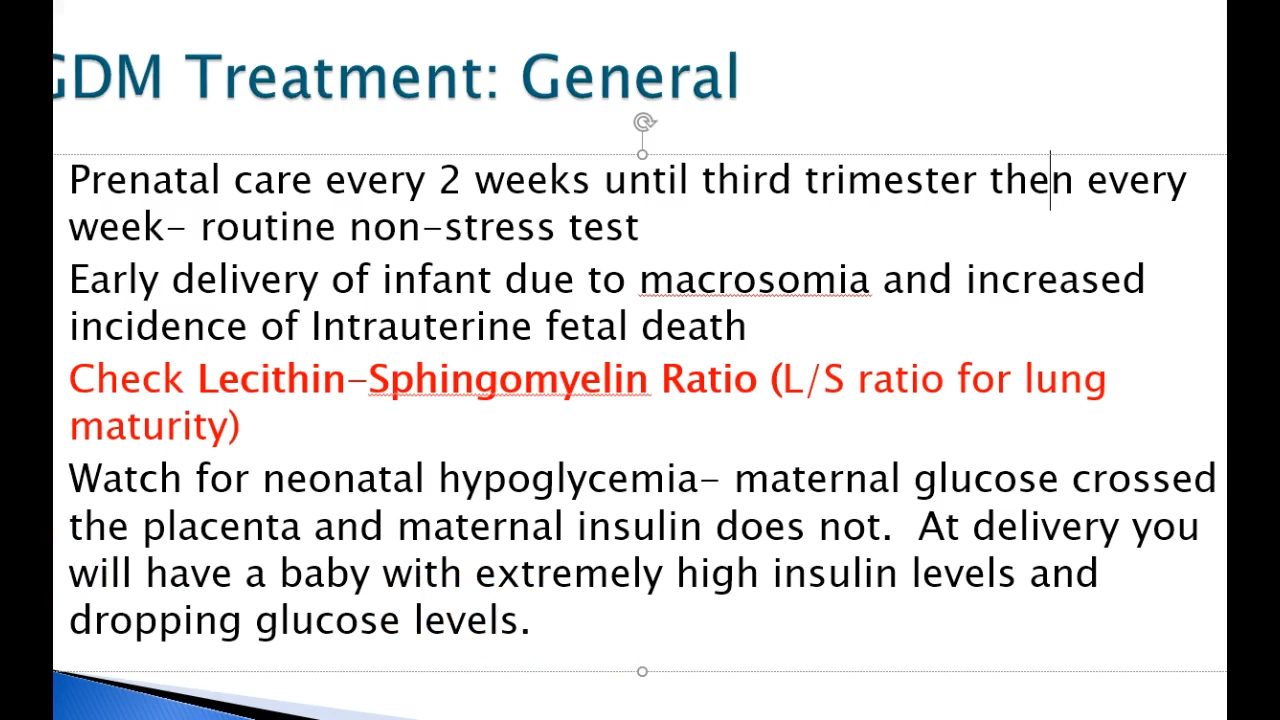 GDM Treatment: General
Prenatal care every 2 weeks until third trimester then every
week- routine non-stress test
Early delivery of infant due to macrosomia and increased
incidence of Intrauterine fetal death
Check Lecithin-Sphingomyelin Ratio (L/S ratio for lung
maturity)
Watch for neonatal hypoglycemia- maternal glucose crossed
the placenta and maternal insulin does not.  At delivery you
will have a baby with extremely high insulin levels and
dropping glucose levels.